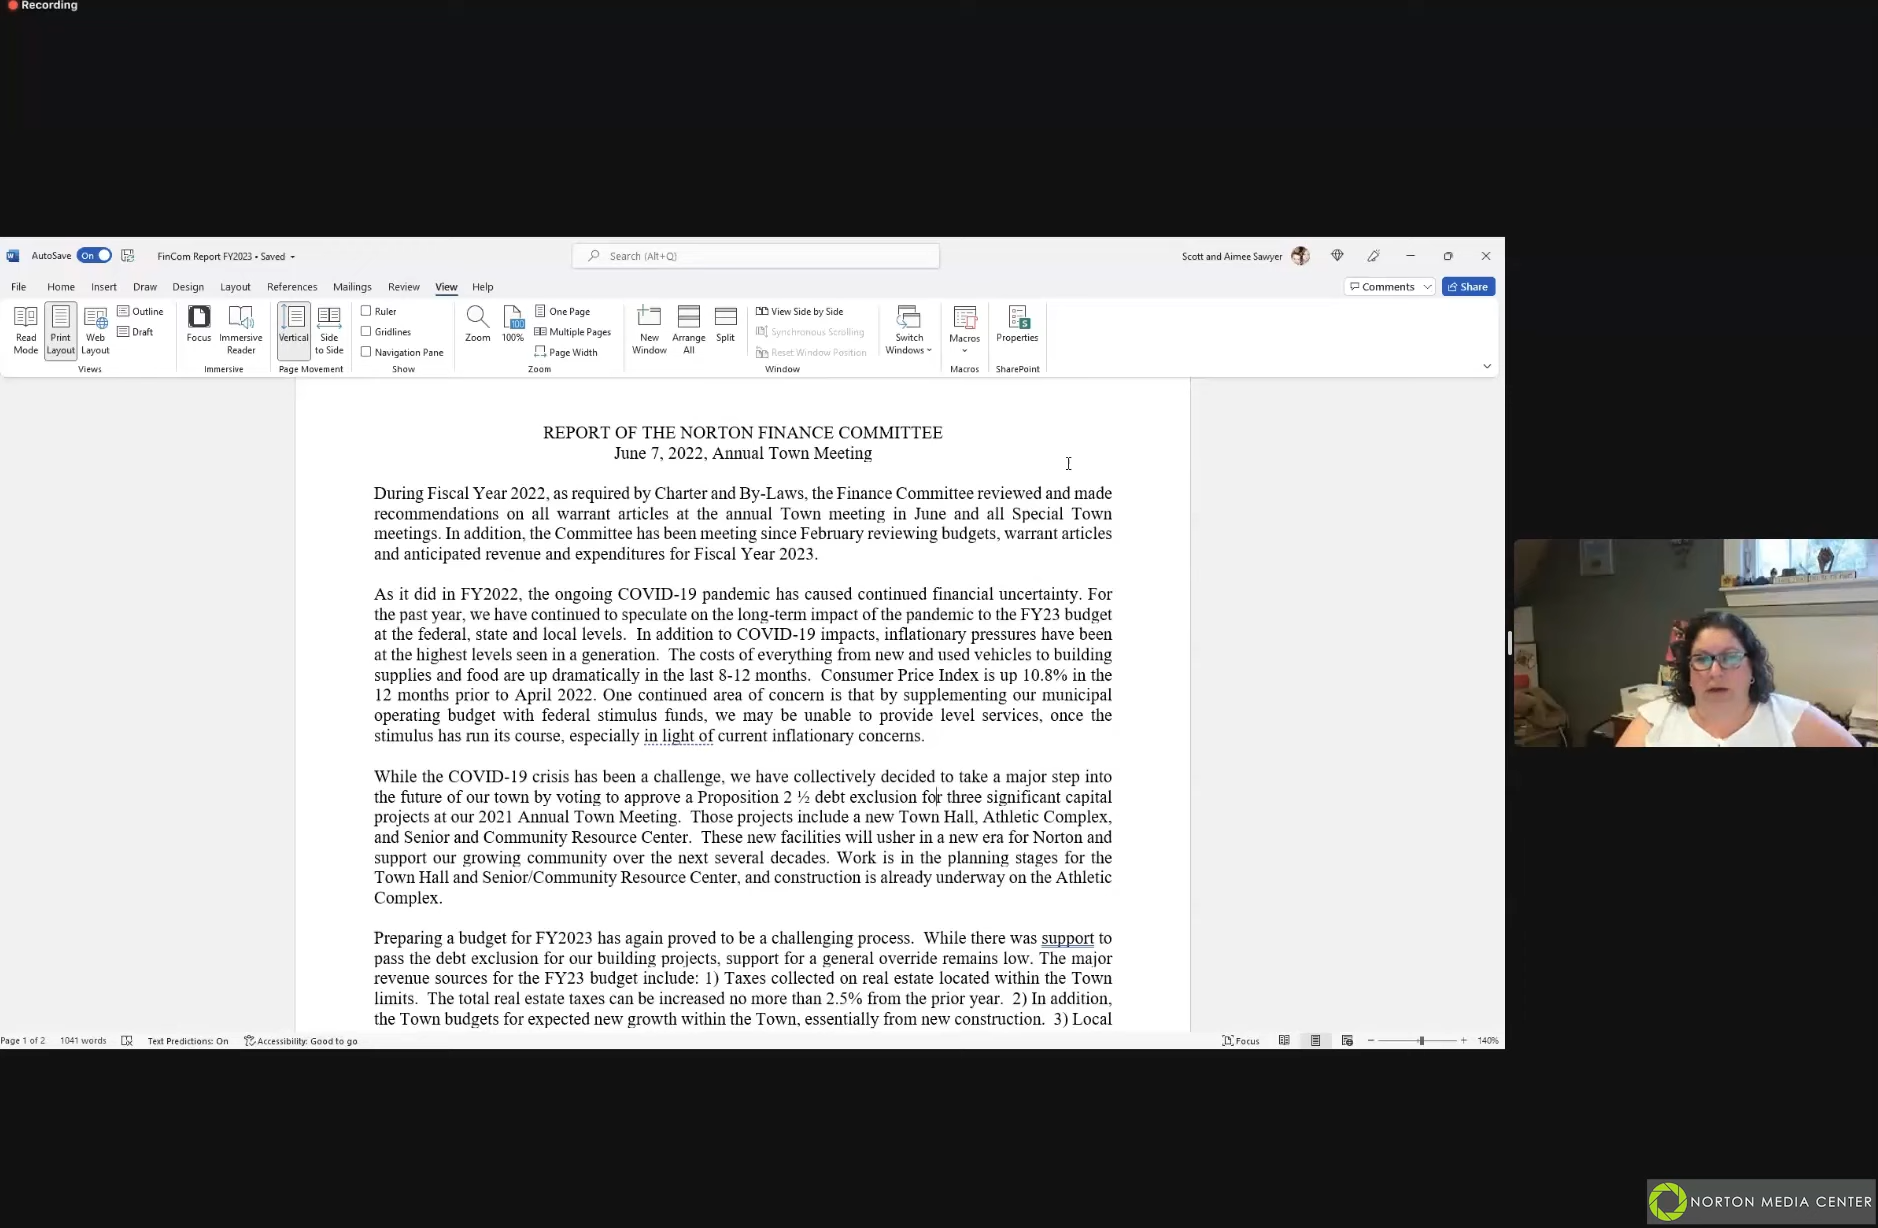 Recording
AutoSave On FinCom Report FY2023 • Saved Search (Alt+Q) Scott and Aimee Sawyer
File Home Insert Draw Design Layout References Mailings Review View Help Comments Share
Read Mode
Print Layout
Web Layout
Outline
Draft
Views
Focus
Immersive Reader
Immersive
Vertical
Side to Side
Page Movement
Ruler
Gridlines
Navigation Pane
Show
Zoom
100
100%
One Page
Multiple Pages
Page Width
Zoom
New Window
Arrange All
Split
View Side by Side
Synchronous Scrolling
Reset Window Position
Window
Switch Windows
Macros
Macros
Properties
SharePoint
REPORT OF THE NORTON FINANCE COMMITTEE
June 7, 2022, Annual Town Meeting
During Fiscal Year 2022, as required by Charter and By-Laws, the Finance Committee reviewed and made
recommendations on all warrant articles at the annual Town meeting in June and all Special Town
meetings. In addition, the Committee has been meeting since February reviewing budgets, warrant articles
and anticipated revenue and expenditures for Fiscal Year 2023.
As it did in FY2022, the ongoing COVID-19 pandemic has caused continued financial uncertainty. For
the past year, we have continued to speculate on the long-term impact of the pandemic to the FY23 budget
at the federal, state and local levels. In addition to COVID-19 impacts, inflationary pressures have been
at the highest levels seen in a generation. The costs of everything from new and used vehicles to building
supplies and food are up dramatically in the last 8-12 months. Consumer Price Index is up 10.8% in the
12 months prior to April 2022. One continued area of concern is that by supplementing our municipal
operating budget with federal stimulus funds, we may be unable to provide level services, once the
stimulus has run its course, especially in light of current inflationary concerns.
While the COVID-19 crisis has been a challenge, we have collectively decided to take a major step into
the future of our town by voting to approve a Proposition 2 ½ debt exclusion for three significant capital
projects at our 2021 Annual Town Meeting. Those projects include a new Town Hall, Athletic Complex,
and Senior and Community Resource Center. These new facilities will usher in a new era for Norton and
support our growing community over the next several decades. Work is in the planning stages for the
Town Hall and Senior/Community Resource Center, and construction is already underway on the Athletic
Complex.
Preparing a budget for FY2023 has again proved to be a challenging process. While there was support to
pass the debt exclusion for our building projects, support for a general override remains low. The major
revenue sources for the FY23 budget include: 1) Taxes collected on real estate located within the Town
limits. The total real estate taxes can be increased no more than 2.5% from the prior year. 2) In addition,
the Town budgets for expected new growth within the Town, essentially from new construction. 3) Local
Page 1 of 2 1041 words Text Predictions: On Accessibility: Good to go Focus 140%
NORTON MEDIA CENTER